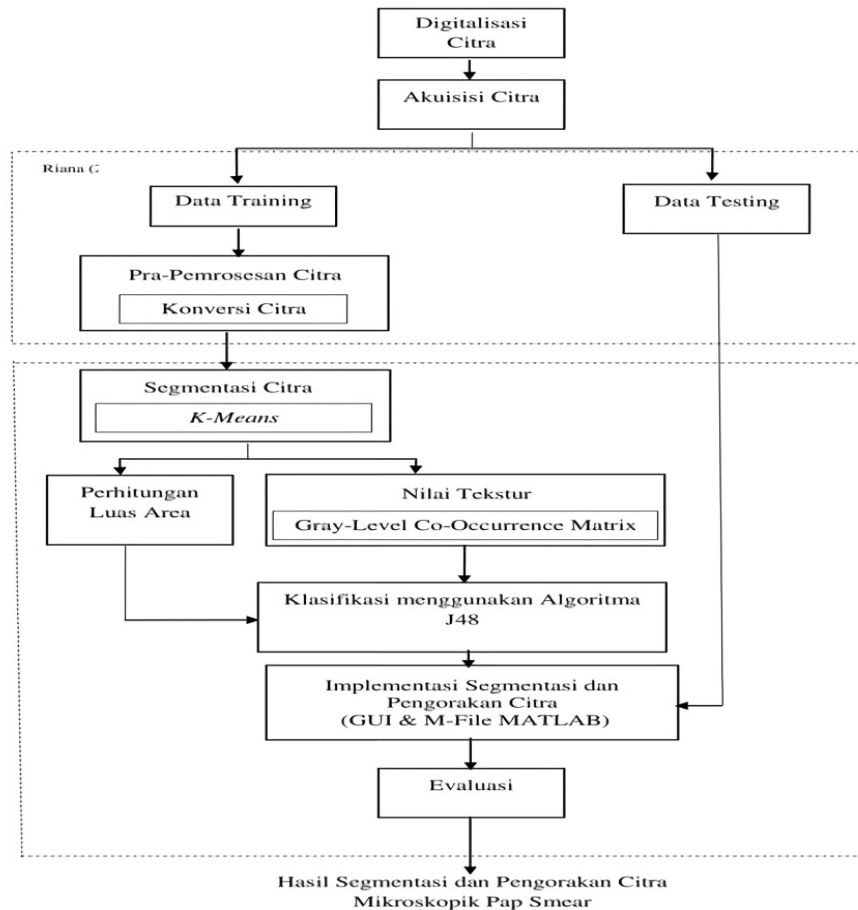 Digitalisasi
Citra
Akuisisi Citra
Riana (2
Data Training
Data Testing
Pra-Pemrosesan Citra
Konversi Citra
Segmentasi Citra
K-Means
Perhitungan
Luas Area
Nilai Tekstur
Gray-Level Co-Occurrence Matrix
Klasifikasi menggunakan Algoritma
J48
Implementasi Segmentasi dan
Pengorakan Citra
(GUI & M-File MATLAB)
Evaluasi
Hasil Segmentasi dan Pengorakan Citra
Mikroskopik Pap Smear